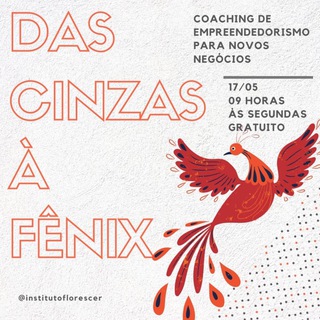 DAS
CINZAS
À
FÊNIX
COACHING DE
EMPREENDEDORISMO
PARA NOVOS
NEGÓCIOS
17/05
09 HORAS
ÀS SEGUNDAS
GRATUITO
@institutoflorescer